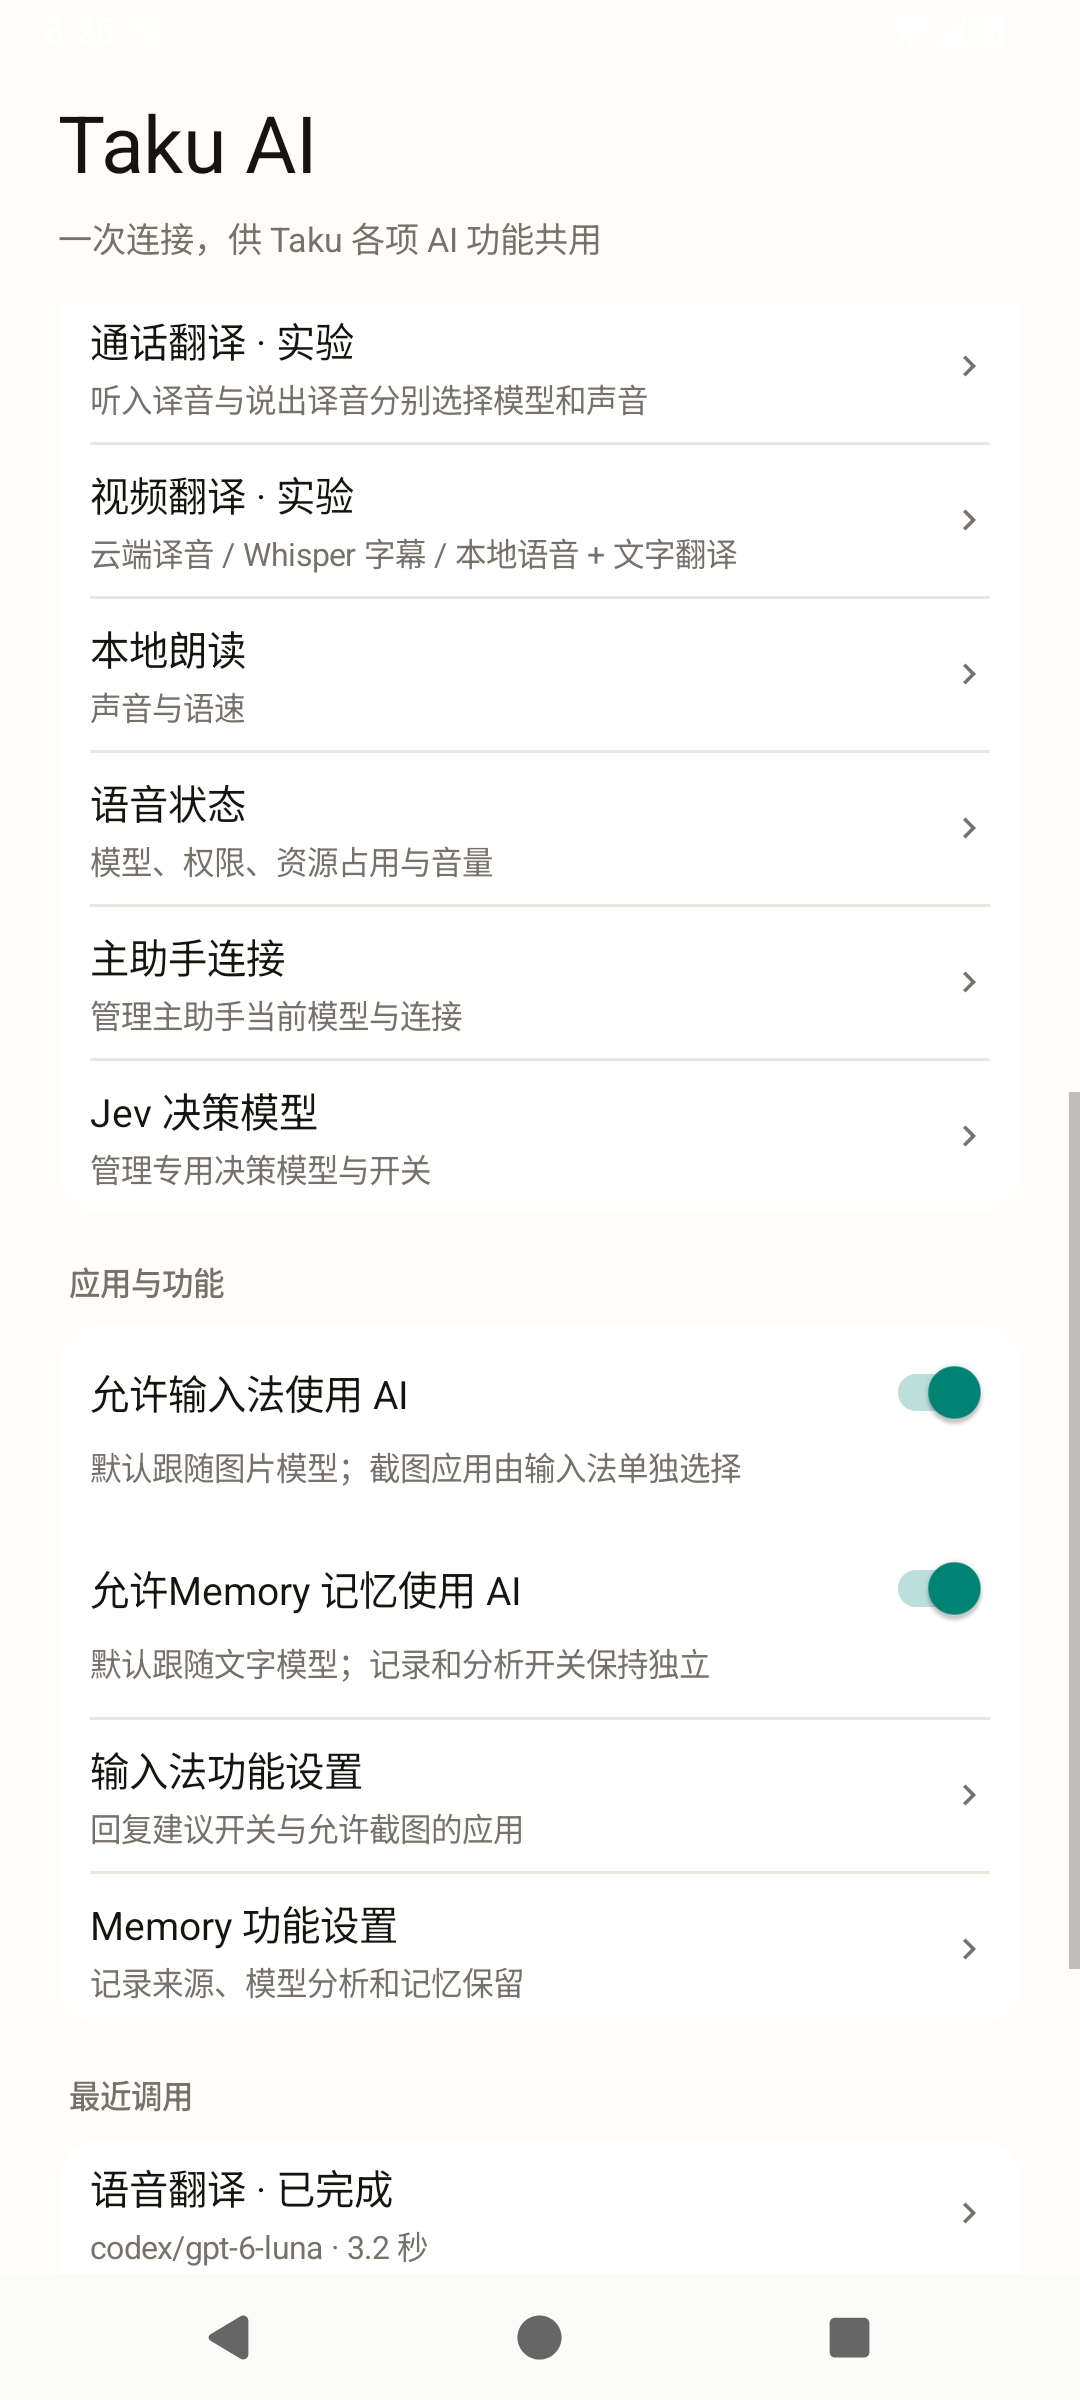 Taku AI
一次连接，供 Taku 各项 AI 功能共用
通话翻译 · 实验
听入译音与说出译音分别选择模型和声音
视频翻译 · 实验
云端译音 / Whisper 字幕 / 本地语音 + 文字翻译
本地朗读
声音与语速
语音状态
模型、权限、资源占用与音量
主助手连接
管理主助手当前模型与连接
Jev 决策模型
管理专用决策模型与开关
应用与功能
允许输入法使用 AI
默认跟随图片模型；截图应用由输入法单独选择
允许Memory 记忆使用 AI
默认跟随文字模型；记录和分析开关保持独立
输入法功能设置
回复建议开关与允许截图的应用
Memory 功能设置
记录来源、模型分析和记忆保留
最近调用
语音翻译 · 已完成
codex/gpt-6-luna · 3.2 秒